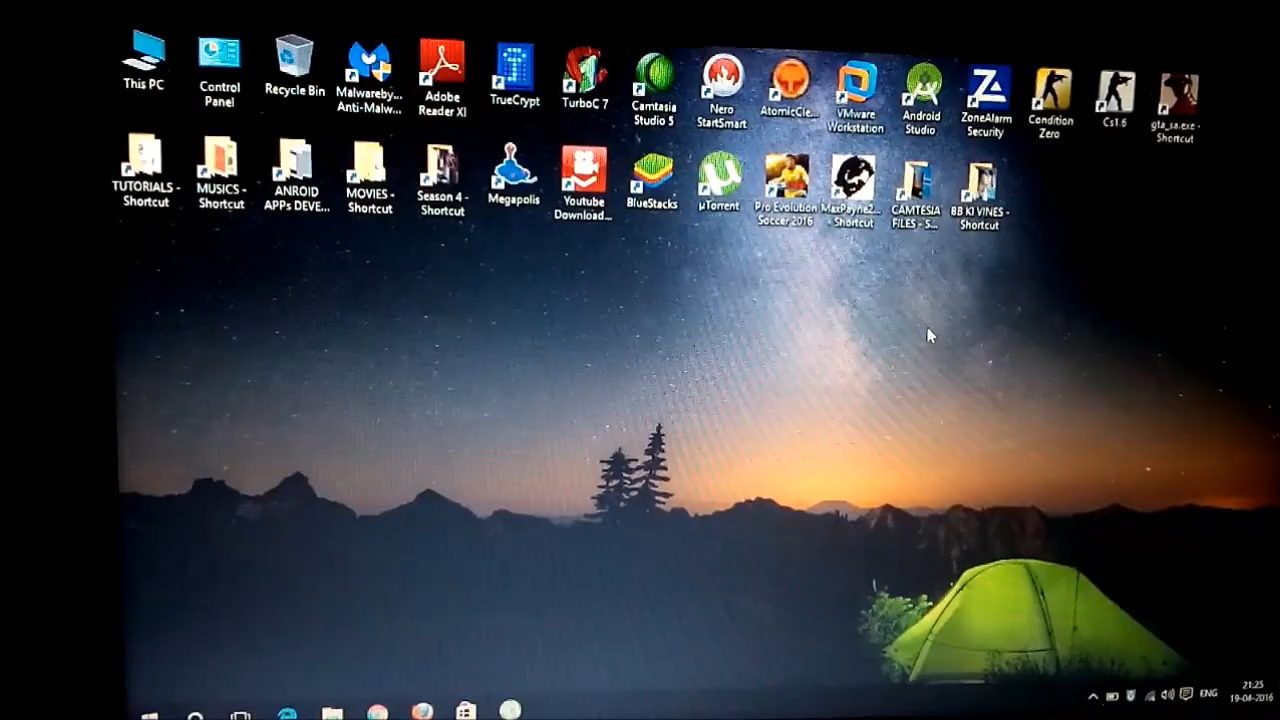 This PC
Control
Panel
Recycle Bin
Malwareby...
Anti-Malw...
Adobe
Reader XI
TrueCrypt
TurboC 7
Camtasia
Studio 5
Nero
StartSmart
AtomicCle...
VMware
Workstation
Android
Studio
ZoneAlarm
Security
Condition
Zero
Cs1.6
gta_sa.exe -
Shortcut
TUTORIALS -
Shortcut
MUSICS -
Shortcut
ANROID
APPs DEVE...
MOVIES -
Shortcut
Season 4 -
Shortcut
Megapolis
Youtube
Download...
BlueStacks
µTorrent
Pro Evolution
Soccer 2016
MaxPayne2...
- Shortcut
CAMTESIA
FILES - S...
BB KI VINES -
Shortcut
ENG
21:25
19-04-2016